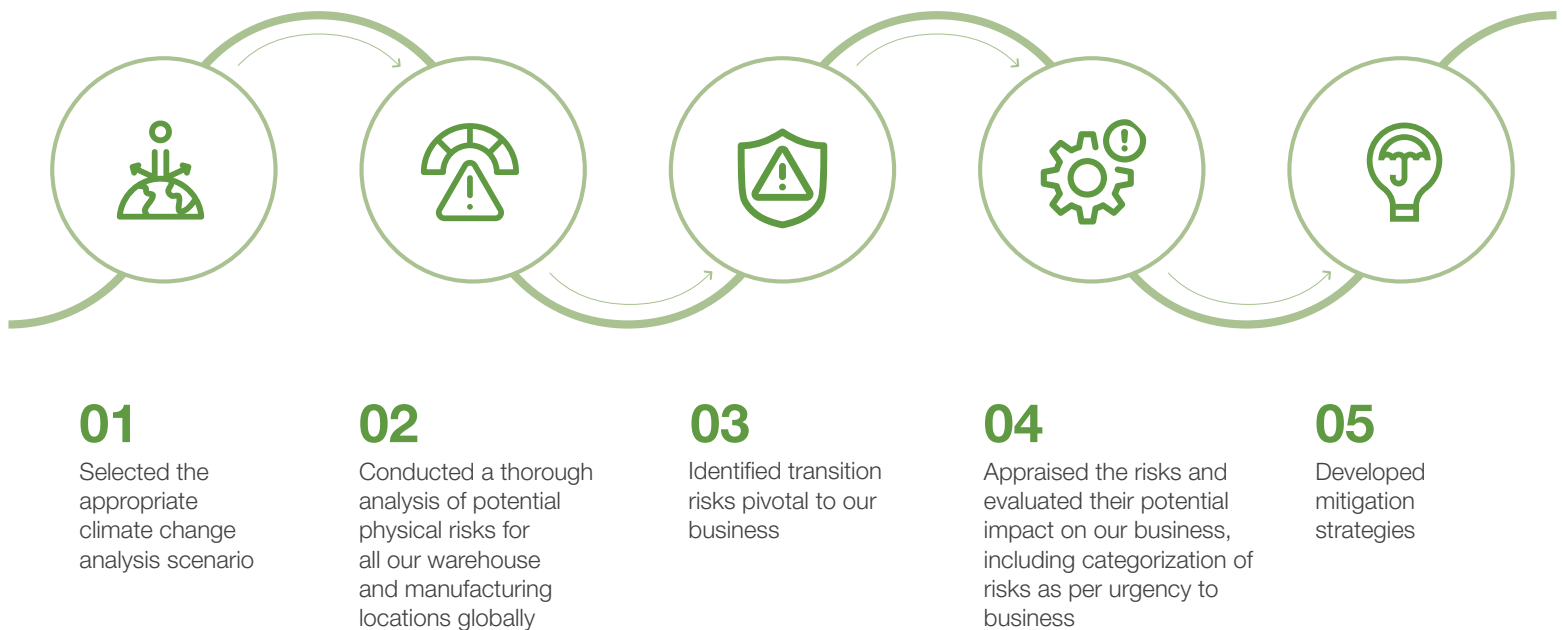 01
Selected the
appropriate
climate change
analysis scenario
02
Conducted a thorough
analysis of potential
physical risks for
all our warehouse
and manufacturing
locations globally
03
Identified transition
risks pivotal to our
business
04
Appraised the risks and
evaluated their potential
impact on our business,
including categorization of
risks as per urgency to
business
05
Developed
mitigation
strategies